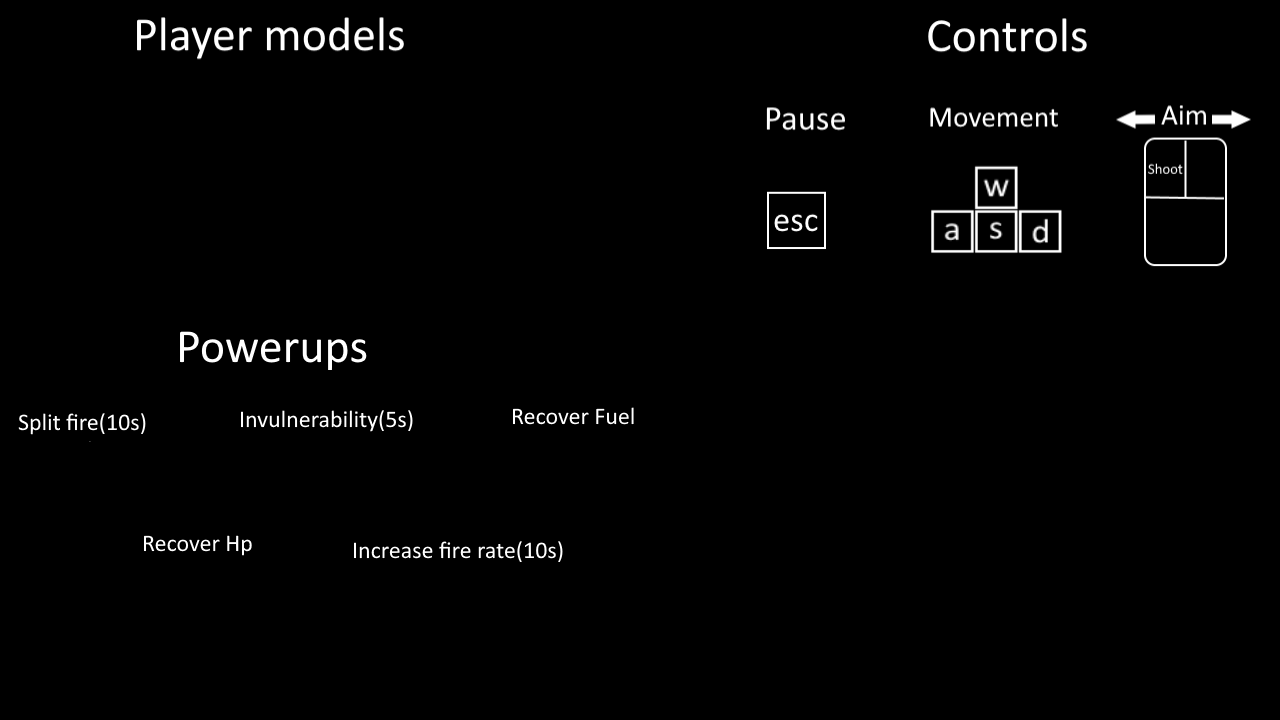 Player models
Controls
Pause
Movement
Aim
Shoot
esc
w
a s d
Powerups
Split fire(10s)
Invulnerability(5s)
Recover Fuel
Recover Hp
Increase fire rate(10s)